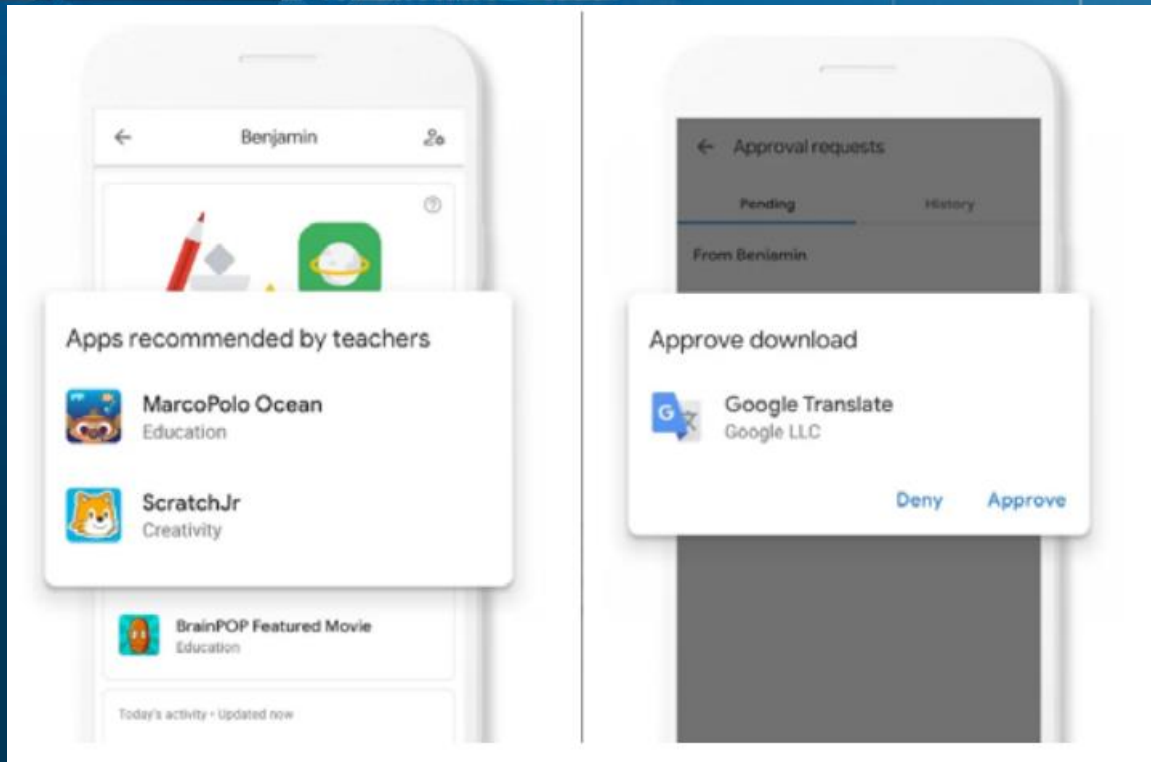 Benjamin
Apps recommended by teachers
MarcoPolo Ocean
Education
ScratchJr
Creativity
BrainPOP Featured Movie
Education
Today's activity • Updated now
Approval requests
Pending History
From Benjamin
Approve download
Google Translate
Google LLC
Deny Approve